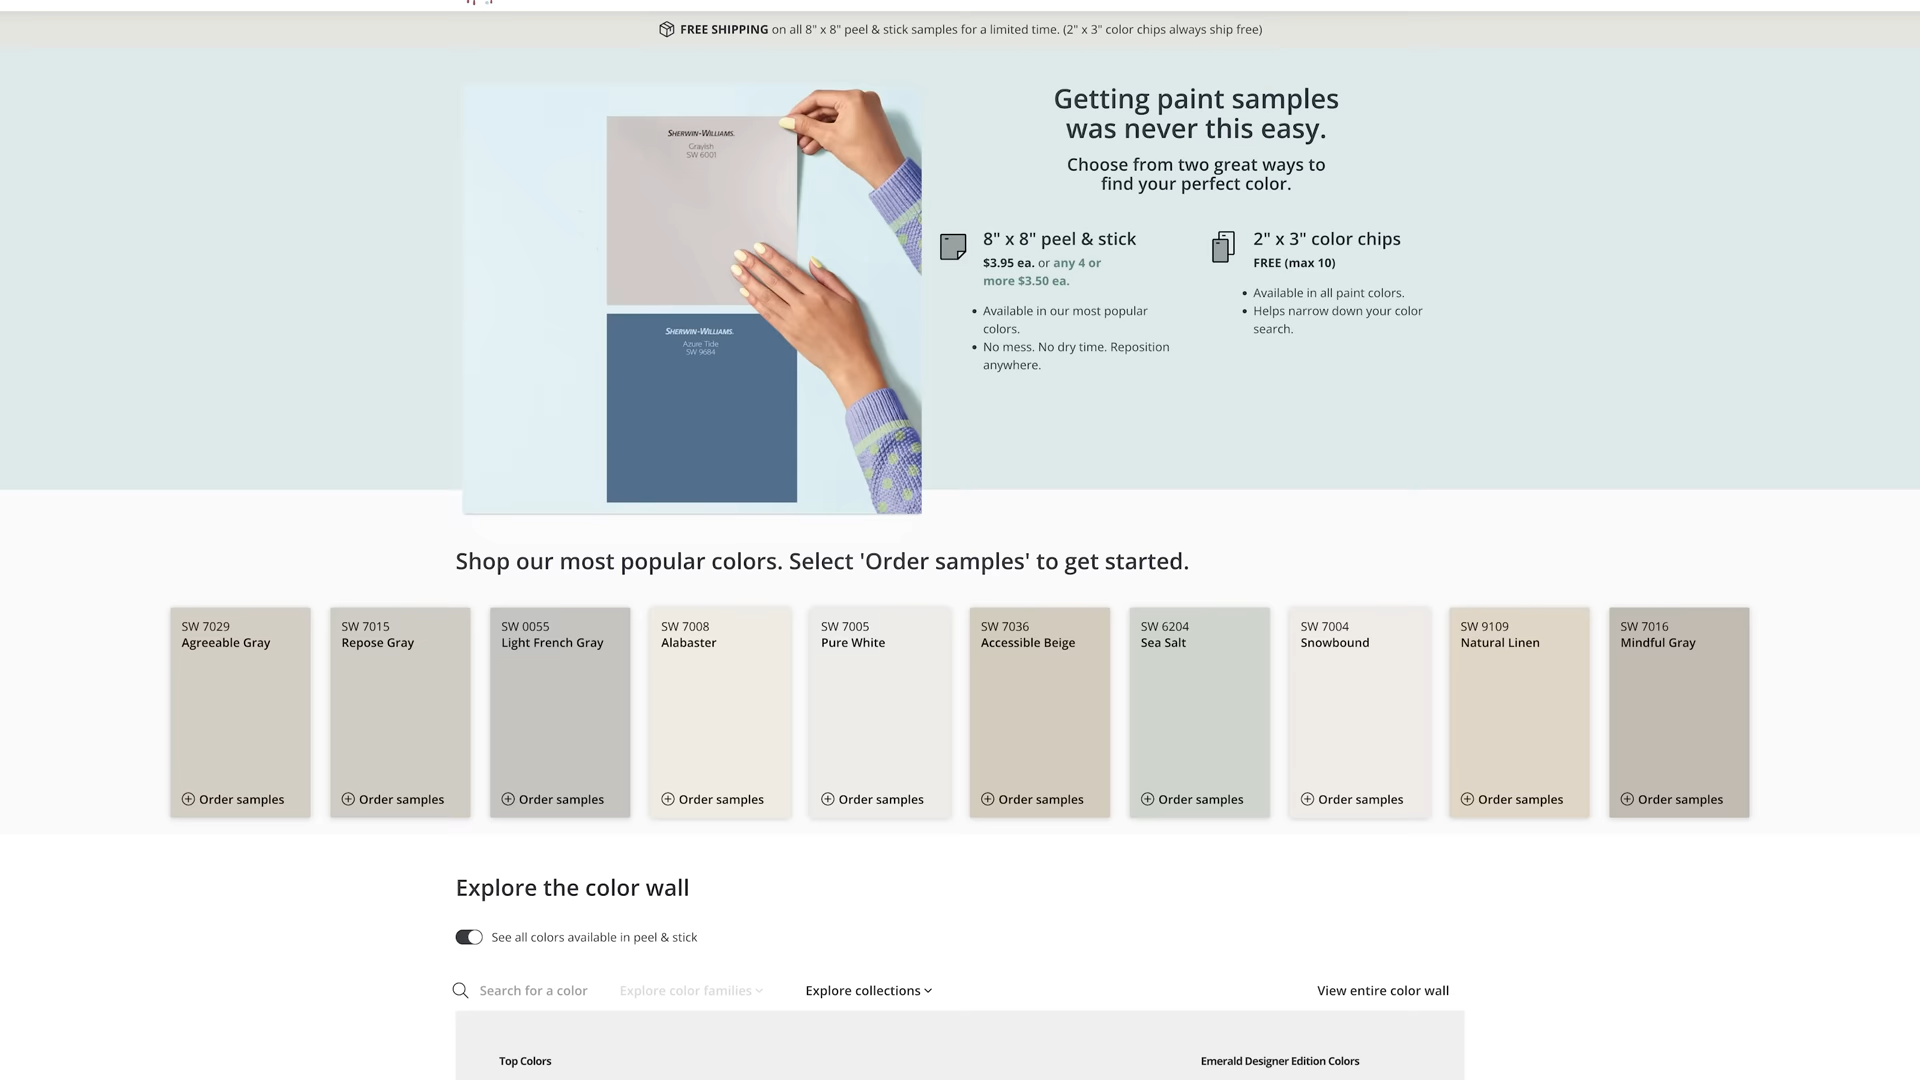 FREE SHIPPING on all 8" x 8" peel & stick samples for a limited time. (2" x 3" color chips always ship free)
SHERWIN-WILLIAMS.
Grayish
SW 6001
SHERWIN-WILLIAMS.
Azure Tide
SW 9684
Getting paint samples
was never this easy.
Choose from two great ways to
find your perfect color.
8" x 8" peel & stick
$3.95 ea. or any 4 or
more $3.50 ea.
• Available in our most popular
colors.
• No mess. No dry time. Reposition
anywhere.
2" x 3" color chips
FREE (max 10)
• Available in all paint colors.
• Helps narrow down your color
search.
Shop our most popular colors. Select 'Order samples' to get started.
SW 7029
Agreeable Gray
Order samples
SW 7015
Repose Gray
Order samples
SW 0055
Light French Gray
Order samples
SW 7008
Alabaster
Order samples
SW 7005
Pure White
Order samples
SW 7036
Accessible Beige
Order samples
SW 6204
Sea Salt
Order samples
SW 7004
Snowbound
Order samples
SW 9109
Natural Linen
Order samples
SW 7016
Mindful Gray
Order samples
Explore the color wall
See all colors available in peel & stick
Search for a color
Explore color families
Explore collections
View entire color wall
Top Colors
Emerald Designer Edition Colors